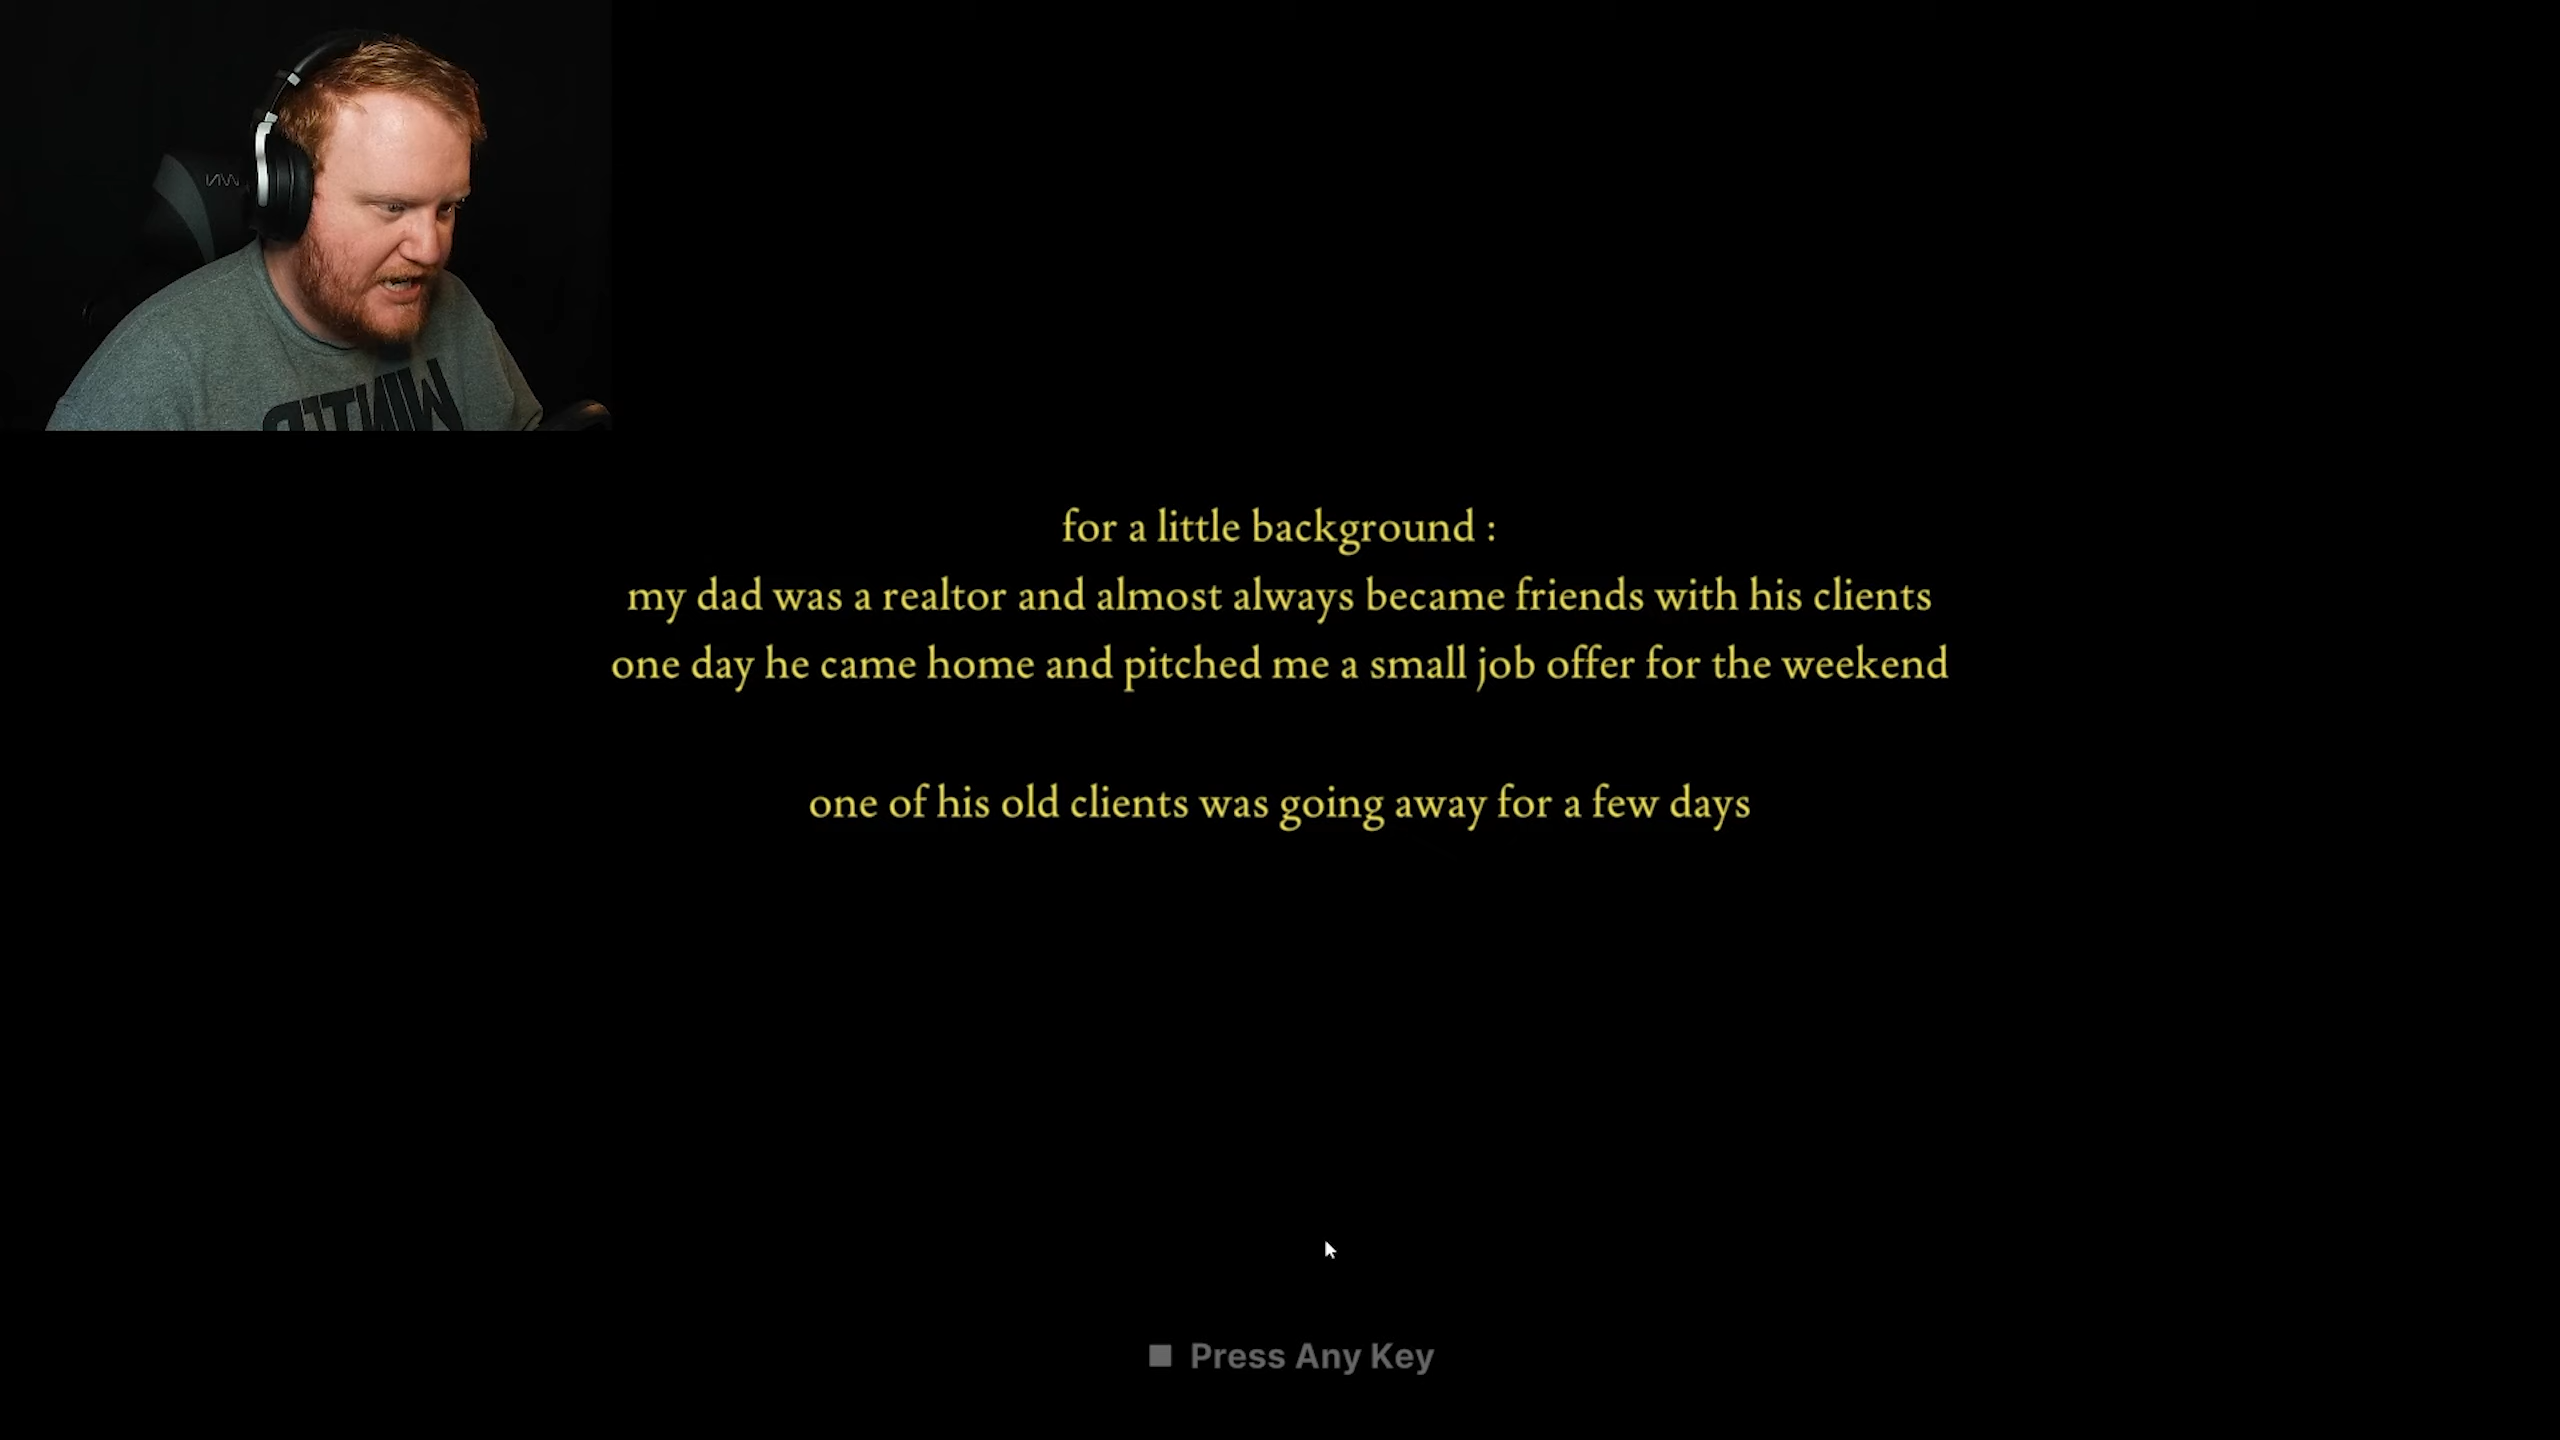 for a little background :
my dad was a realtor and almost always became friends with his clients
one day he came home and pitched me a small job offer for the weekend
one of his old clients was going away for a few days
Press Any Key